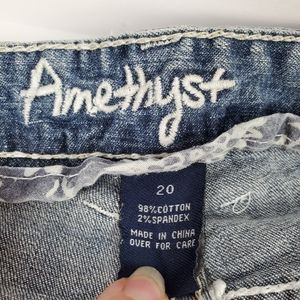 Amethyst
20
98% COTTON
2% SPANDEX
MADE IN CHINA
OVER FOR CARE